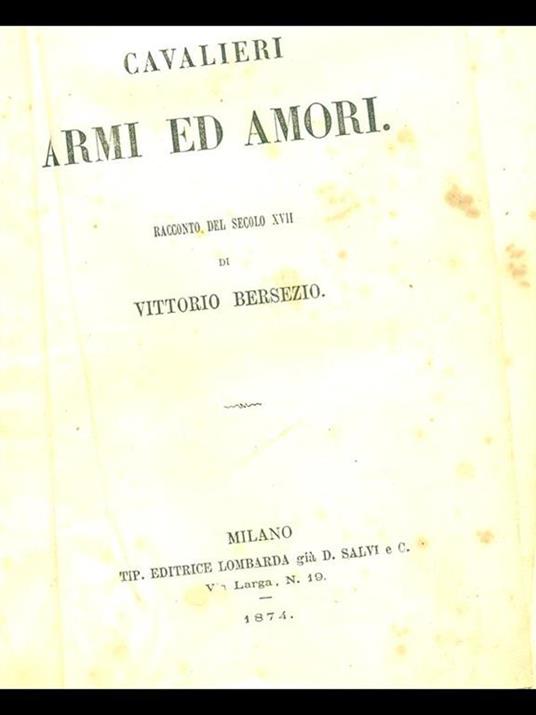 CAVALIERI
ARMI ED AMORI.
RACCONTO DEL SECOLO XVII
DI
VITTORIO BERSEZIO.
MILANO
TIP. EDITRICE LOMBARDA già D. SALVI e C.
Via Larga, N. 19.
1874.